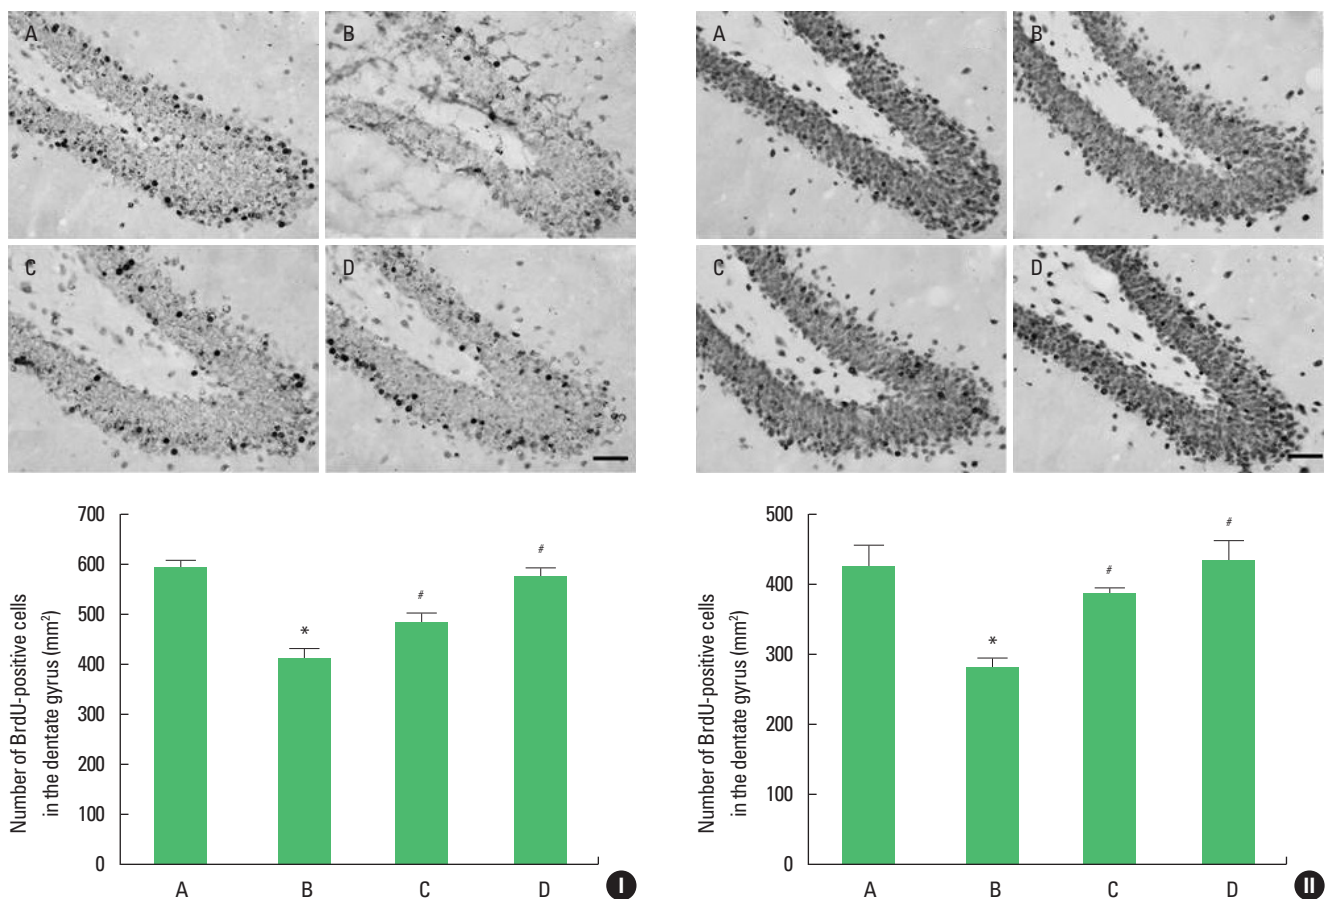 A
B
C
D
700
600
500
400
300
200
100
0
Number of BrdU-positive cells
in the dentate gyrus (mm²)
*
#
#
A
B
C
D
I
A
B
C
D
500
400
300
200
100
0
Number of BrdU-positive cells
in the dentate gyrus (mm²)
*
#
#
A
B
C
D
II